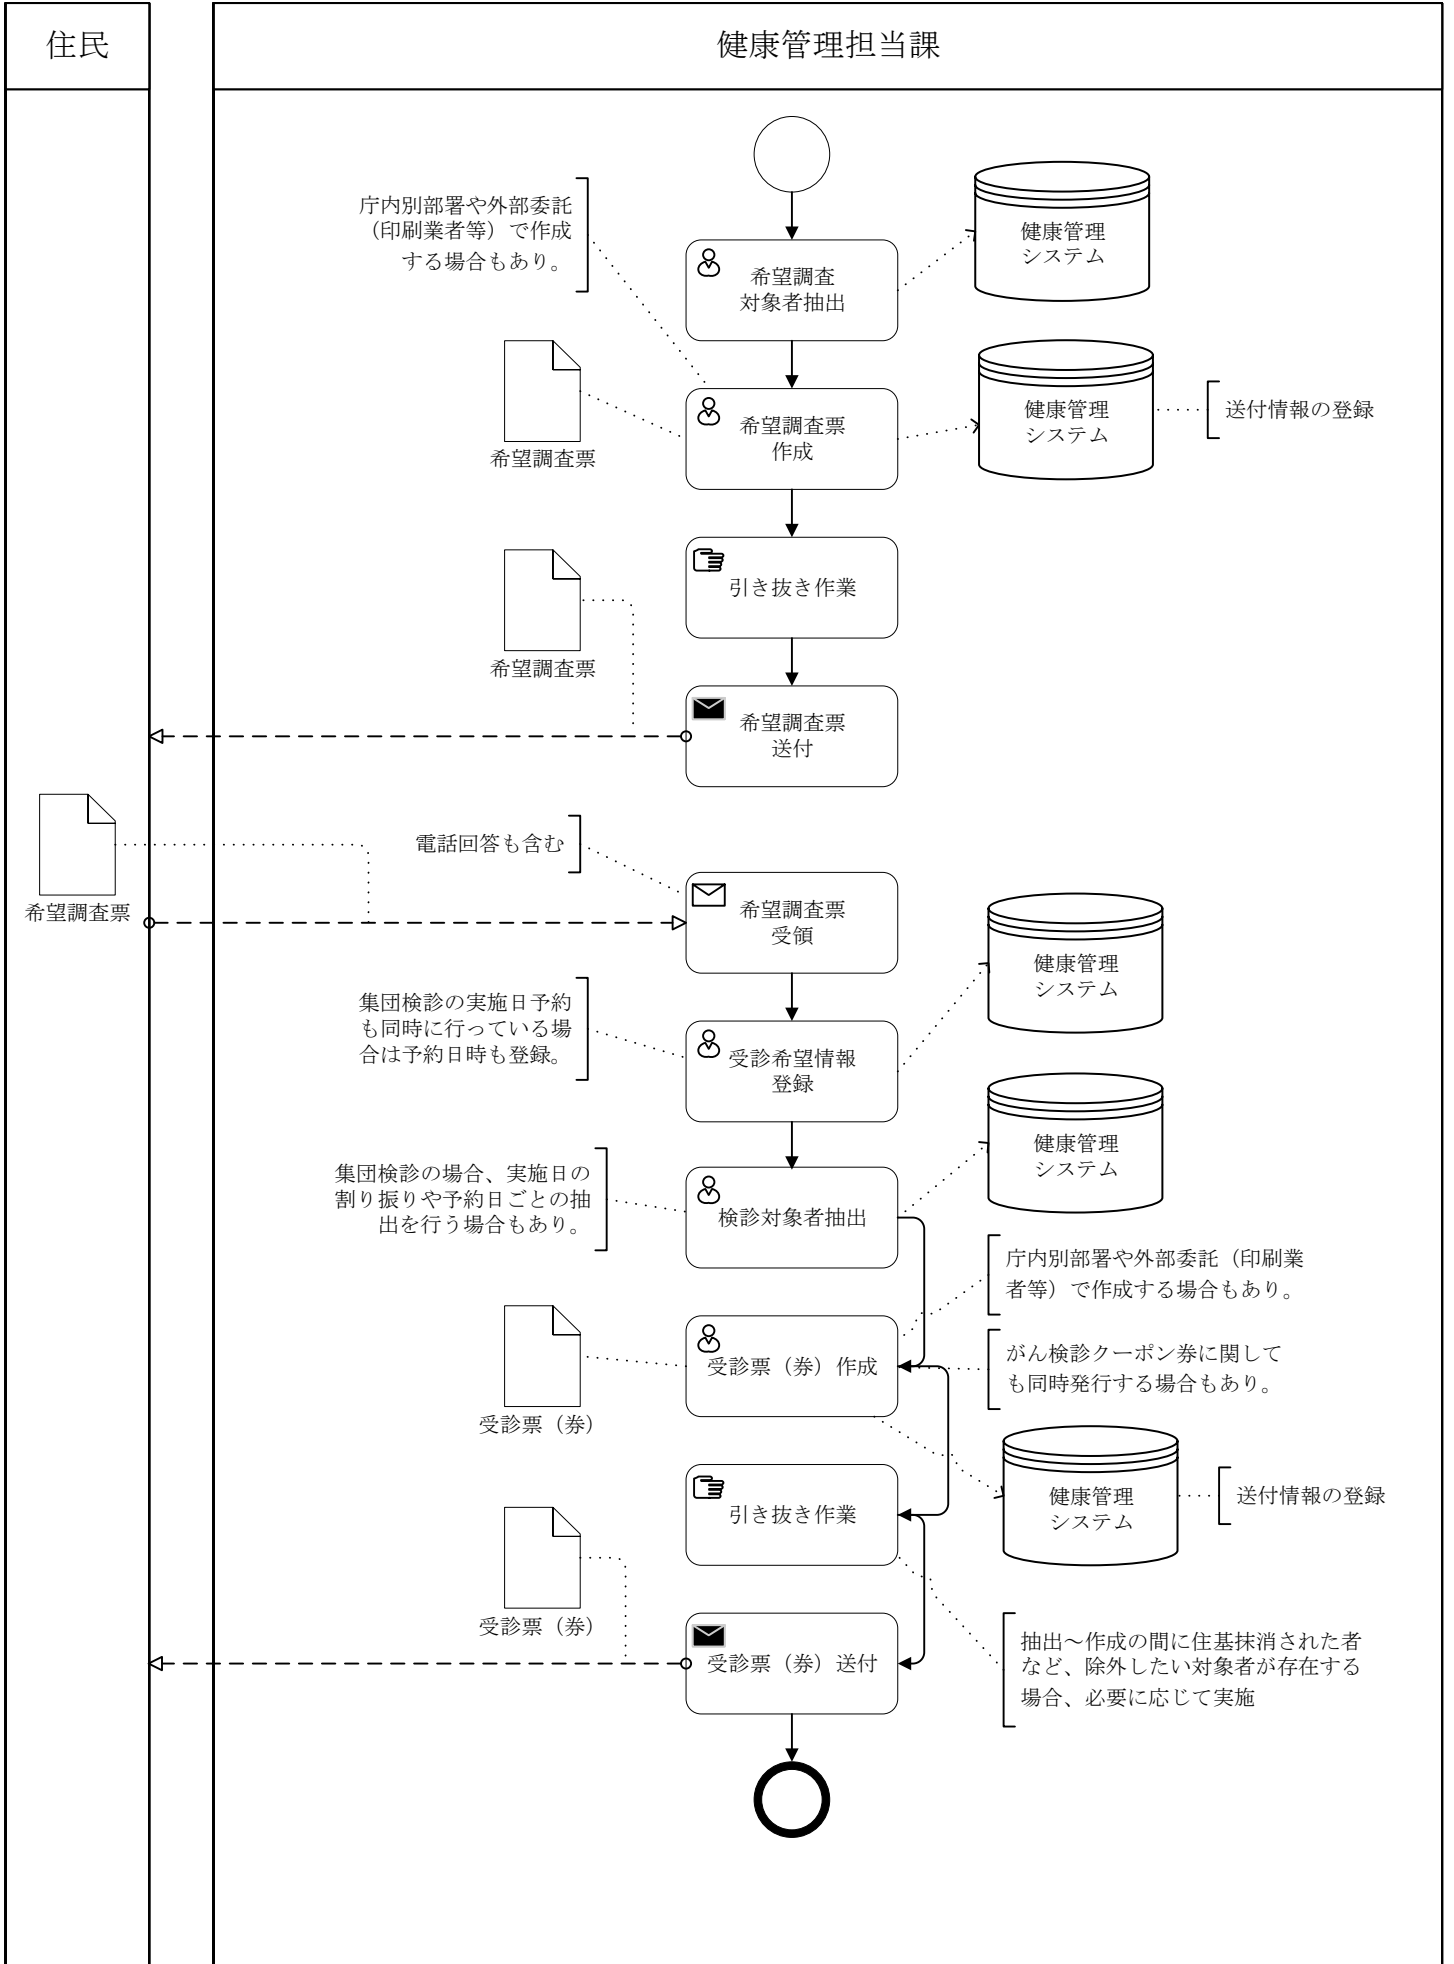 住民
健康管理担当課
庁内別部署や外部委託
（印刷業者等）で作成
する場合もあり。
希望調査
対象者抽出
健康管理
システム
希望調査票
希望調査票
作成
健康管理
システム
送付情報の登録
引き抜き作業
希望調査票
希望調査票
送付
希望調査票
電話回答も含む
希望調査票
受領
健康管理
システム
集団検診の実施日予約
も同時に行っている場
合は予約日時も登録。
受診希望情報
登録
健康管理
システム
集団検診の場合、実施日の
割り振りや予約日ごとの抽
出を行う場合もあり。
検診対象者抽出
庁内別部署や外部委託（印刷業
者等）で作成する場合もあり。
受診票（券）作成
がん検診クーポン券に関して
も同時発行する場合もあり。
受診票（券）
健康管理
システム
送付情報の登録
引き抜き作業
受診票（券）
受診票（券）送付
抽出～作成の間に住基抹消された者
など、除外したい対象者が存在する
場合、必要に応じて実施